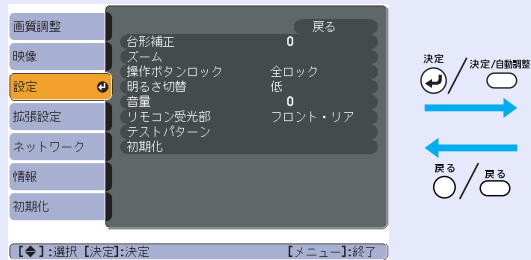 画質調整
映像
設定
拡張設定
ネットワーク
情報
初期化
戻る
台形補正 0
ズーム
操作ボタンロック 全ロック
明るさ切替 低
音量 0
リモコン受光部 フロント・リア
テストパターン
初期化
[◆]:選択 [決定]:決定 [メニュー]:終了
決定
決定/自動調整
戻る
戻る